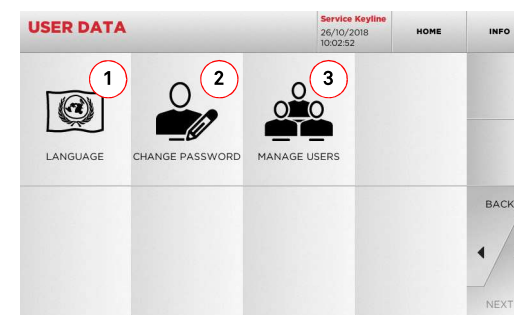 USER DATA
Service Keyline
26/10/2018
10:02:52
HOME
INFO
1
2
3
LANGUAGE
CHANGE PASSWORD
MANAGE USERS
BACK
NEXT